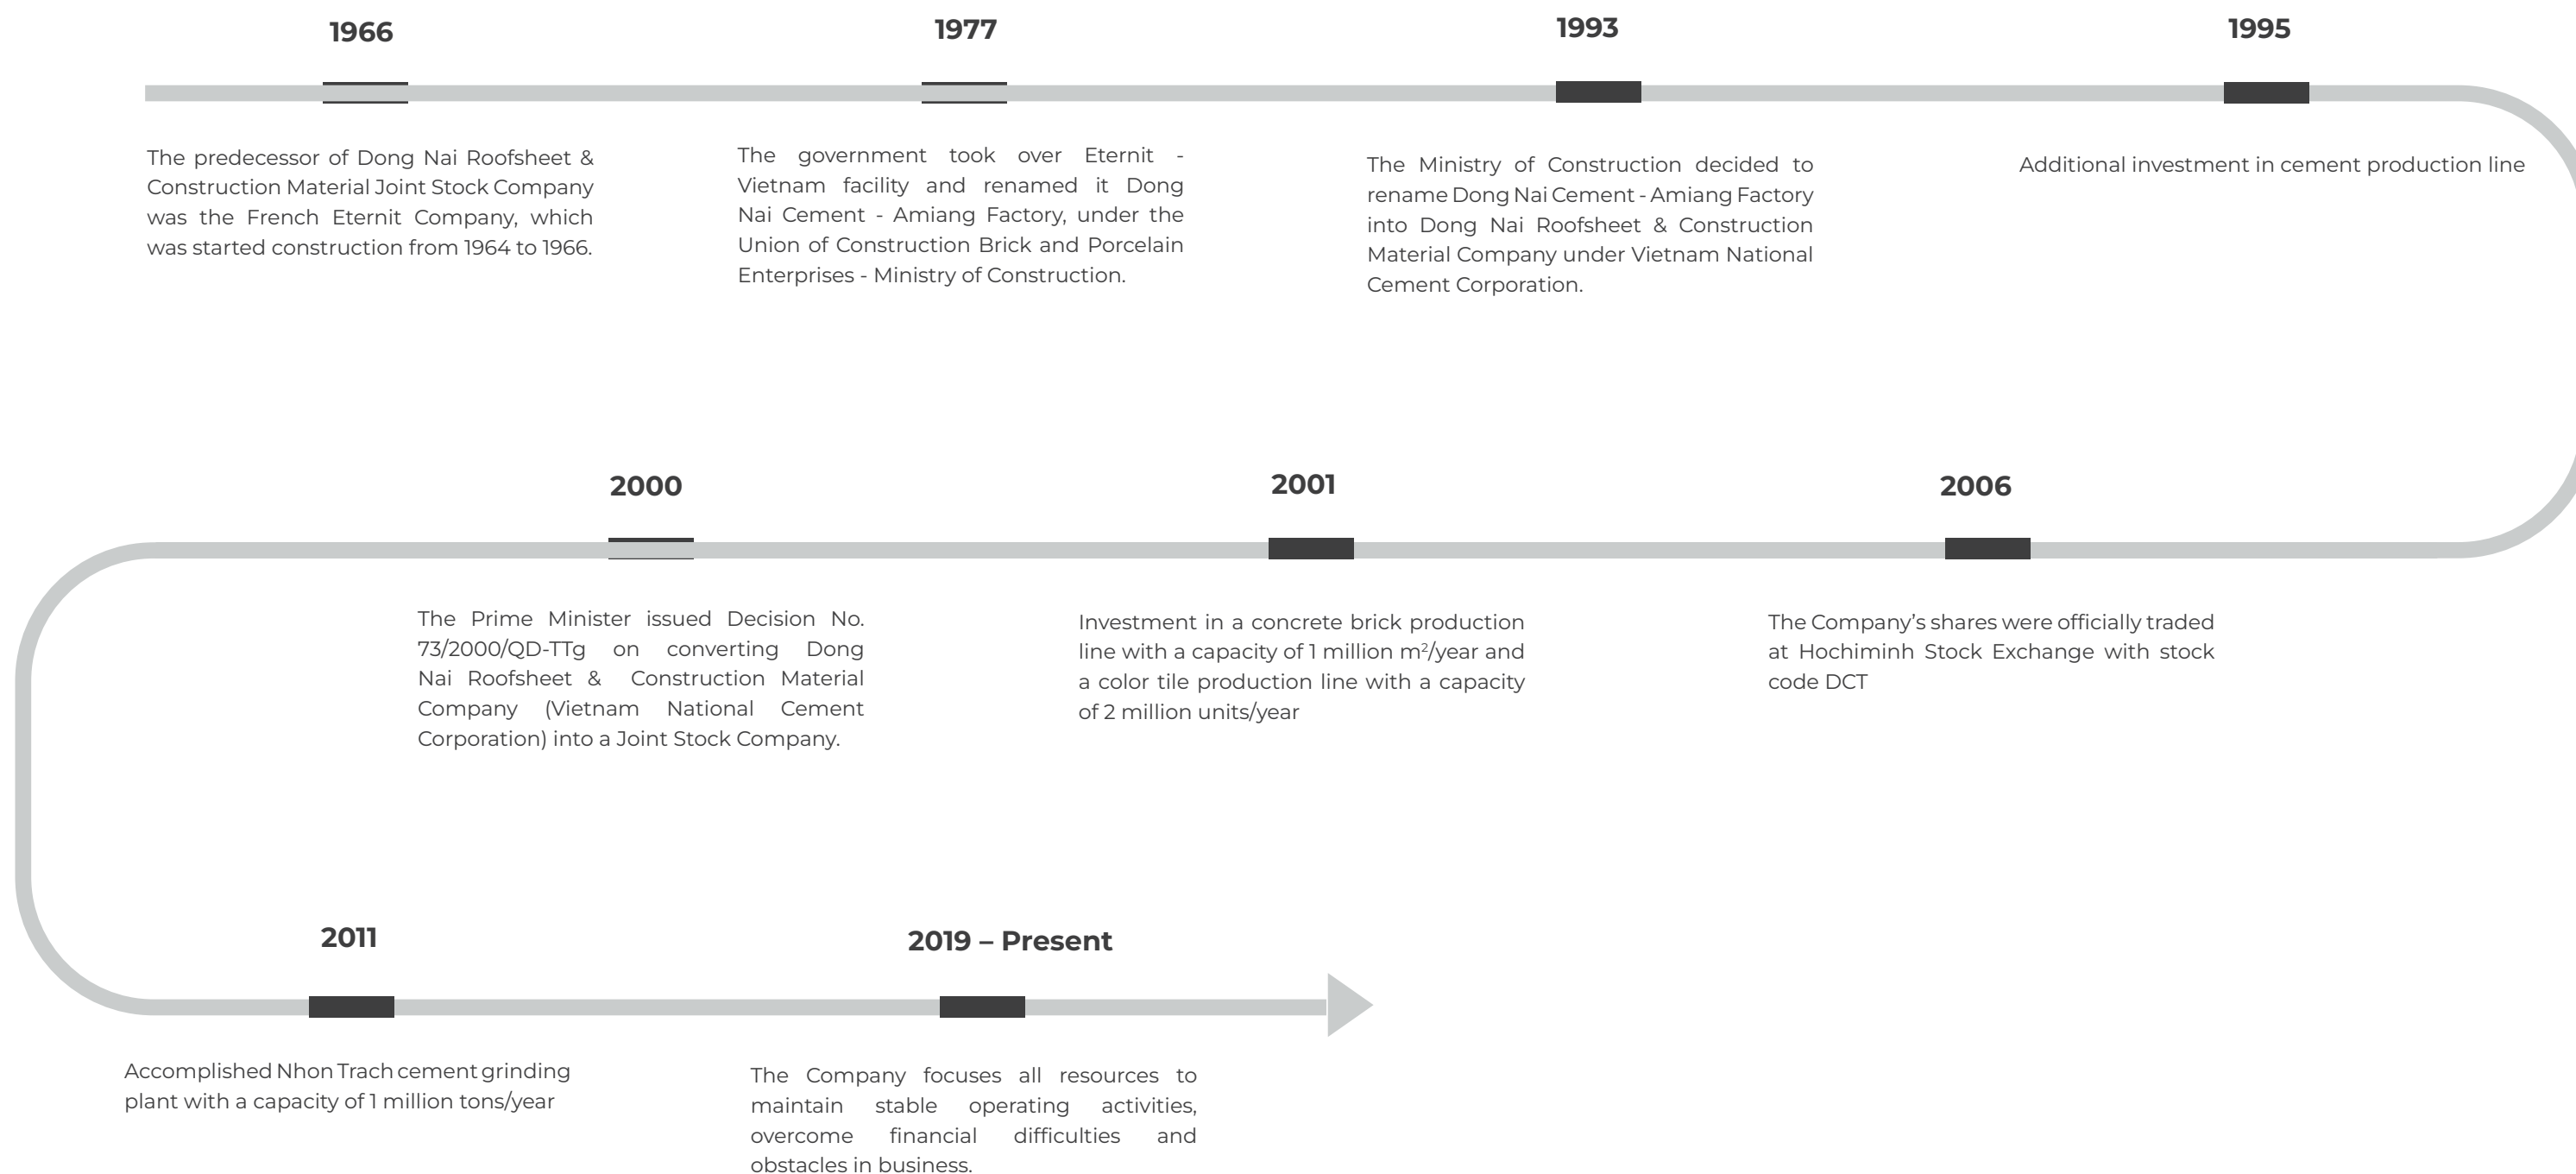 1966
The predecessor of Dong Nai Roofsheet &
Construction Material Joint Stock Company
was the French Eternit Company, which
was started construction from 1964 to 1966.
1977
The government took over Eternit -
Vietnam facility and renamed it Dong
Nai Cement - Amiang Factory, under the
Union of Construction Brick and Porcelain
Enterprises - Ministry of Construction.
1993
The Ministry of Construction decided to
rename Dong Nai Cement - Amiang Factory
into Dong Nai Roofsheet & Construction
Material Company under Vietnam National
Cement Corporation.
1995
Additional investment in cement production line
2000
The Prime Minister issued Decision No.
73/2000/QD-TTg on converting Dong
Nai Roofsheet & Construction Material
Company (Vietnam National Cement
Corporation) into a Joint Stock Company.
2001
Investment in a concrete brick production
line with a capacity of 1 million m²/year and
a color tile production line with a capacity
of 2 million units/year
2006
The Company’s shares were officially traded
at Hochiminh Stock Exchange with stock
code DCT
2011
Accomplished Nhon Trach cement grinding
plant with a capacity of 1 million tons/year
2019 – Present
The Company focuses all resources to
maintain stable operating activities,
overcome financial difficulties and
obstacles in business.